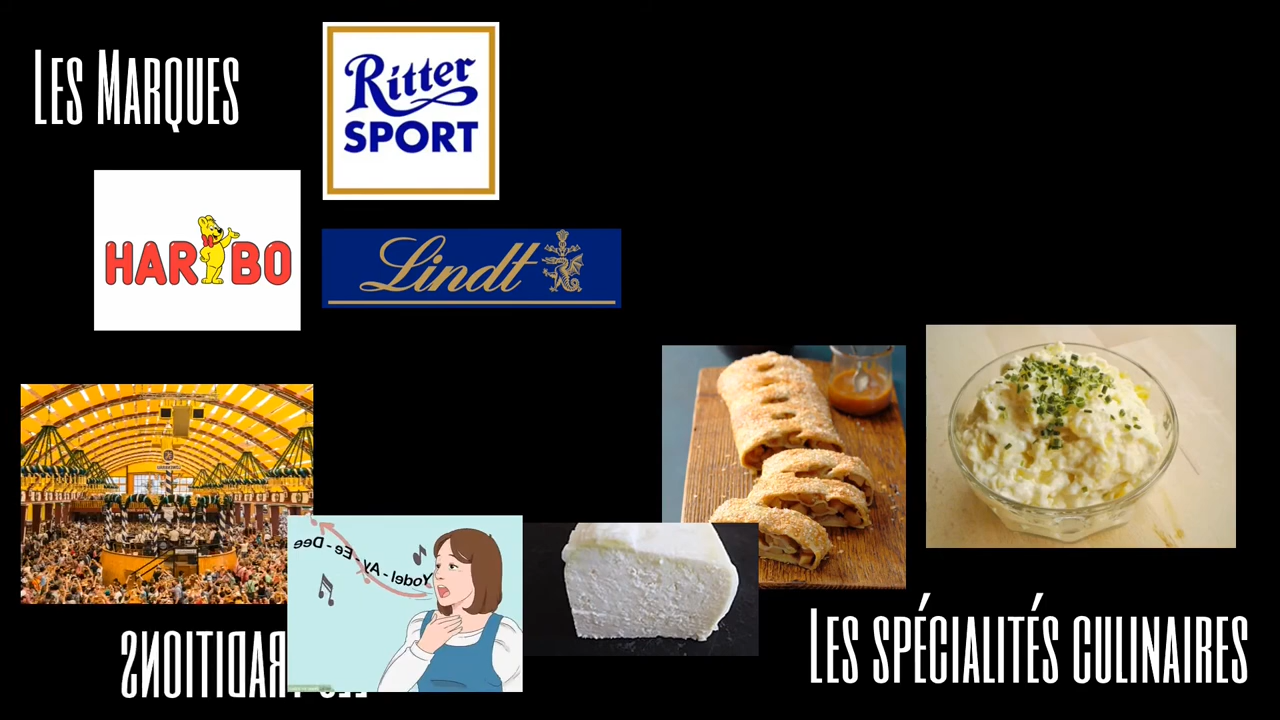 Les Marques
Ritter
SPORT
HARIBO
Lindt
Yodel - Ay - Ee - Dee
Les spécialités culinaires